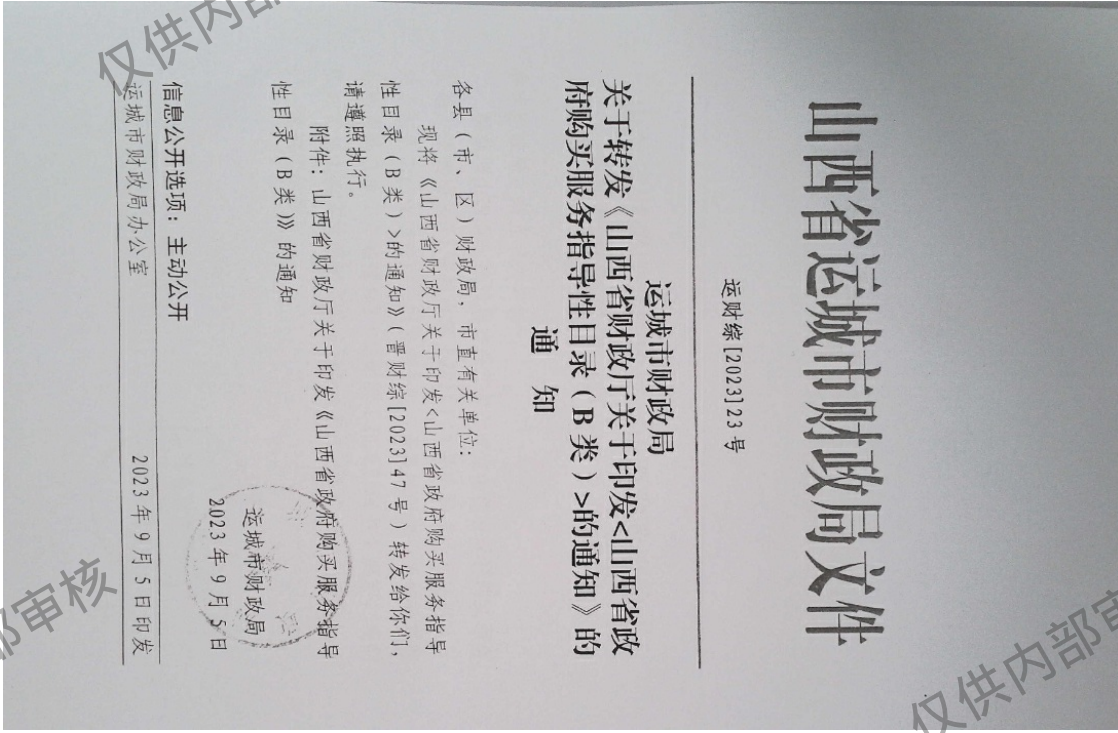 山西省运城市财政局文件
运财综[2023]23号
运城市财政局
关于转发《山西省财政厅关于印发<山西省政
府购买服务指导性目录（B类）>的通知》的
通 知
各县（市、区）财政局，市直有关单位：
现将《山西省财政厅关于印发<山西省政府购买服务指导
性目录（B类）>的通知》（晋财综[2023]47号）转发给你们，
请遵照执行。
附件：山西省财政厅关于印发《山西省政府购买服务指导
性目录（B类）》的通知
运城市财政局
2023年9月5日
信息公开选项：主动公开
运城市财政局办公室 2023年9月5日印发
仅供内部
部审核
仅供内部审